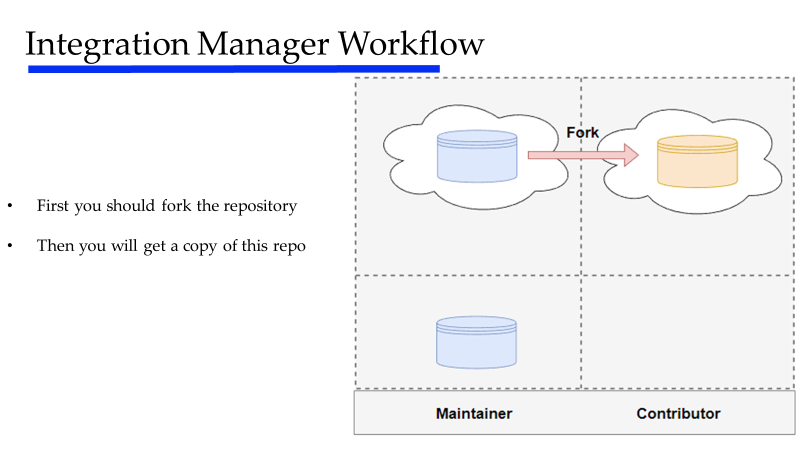 Integration Manager Workflow
Fork
• First you should fork the repository
• Then you will get a copy of this repo
Maintainer
Contributor